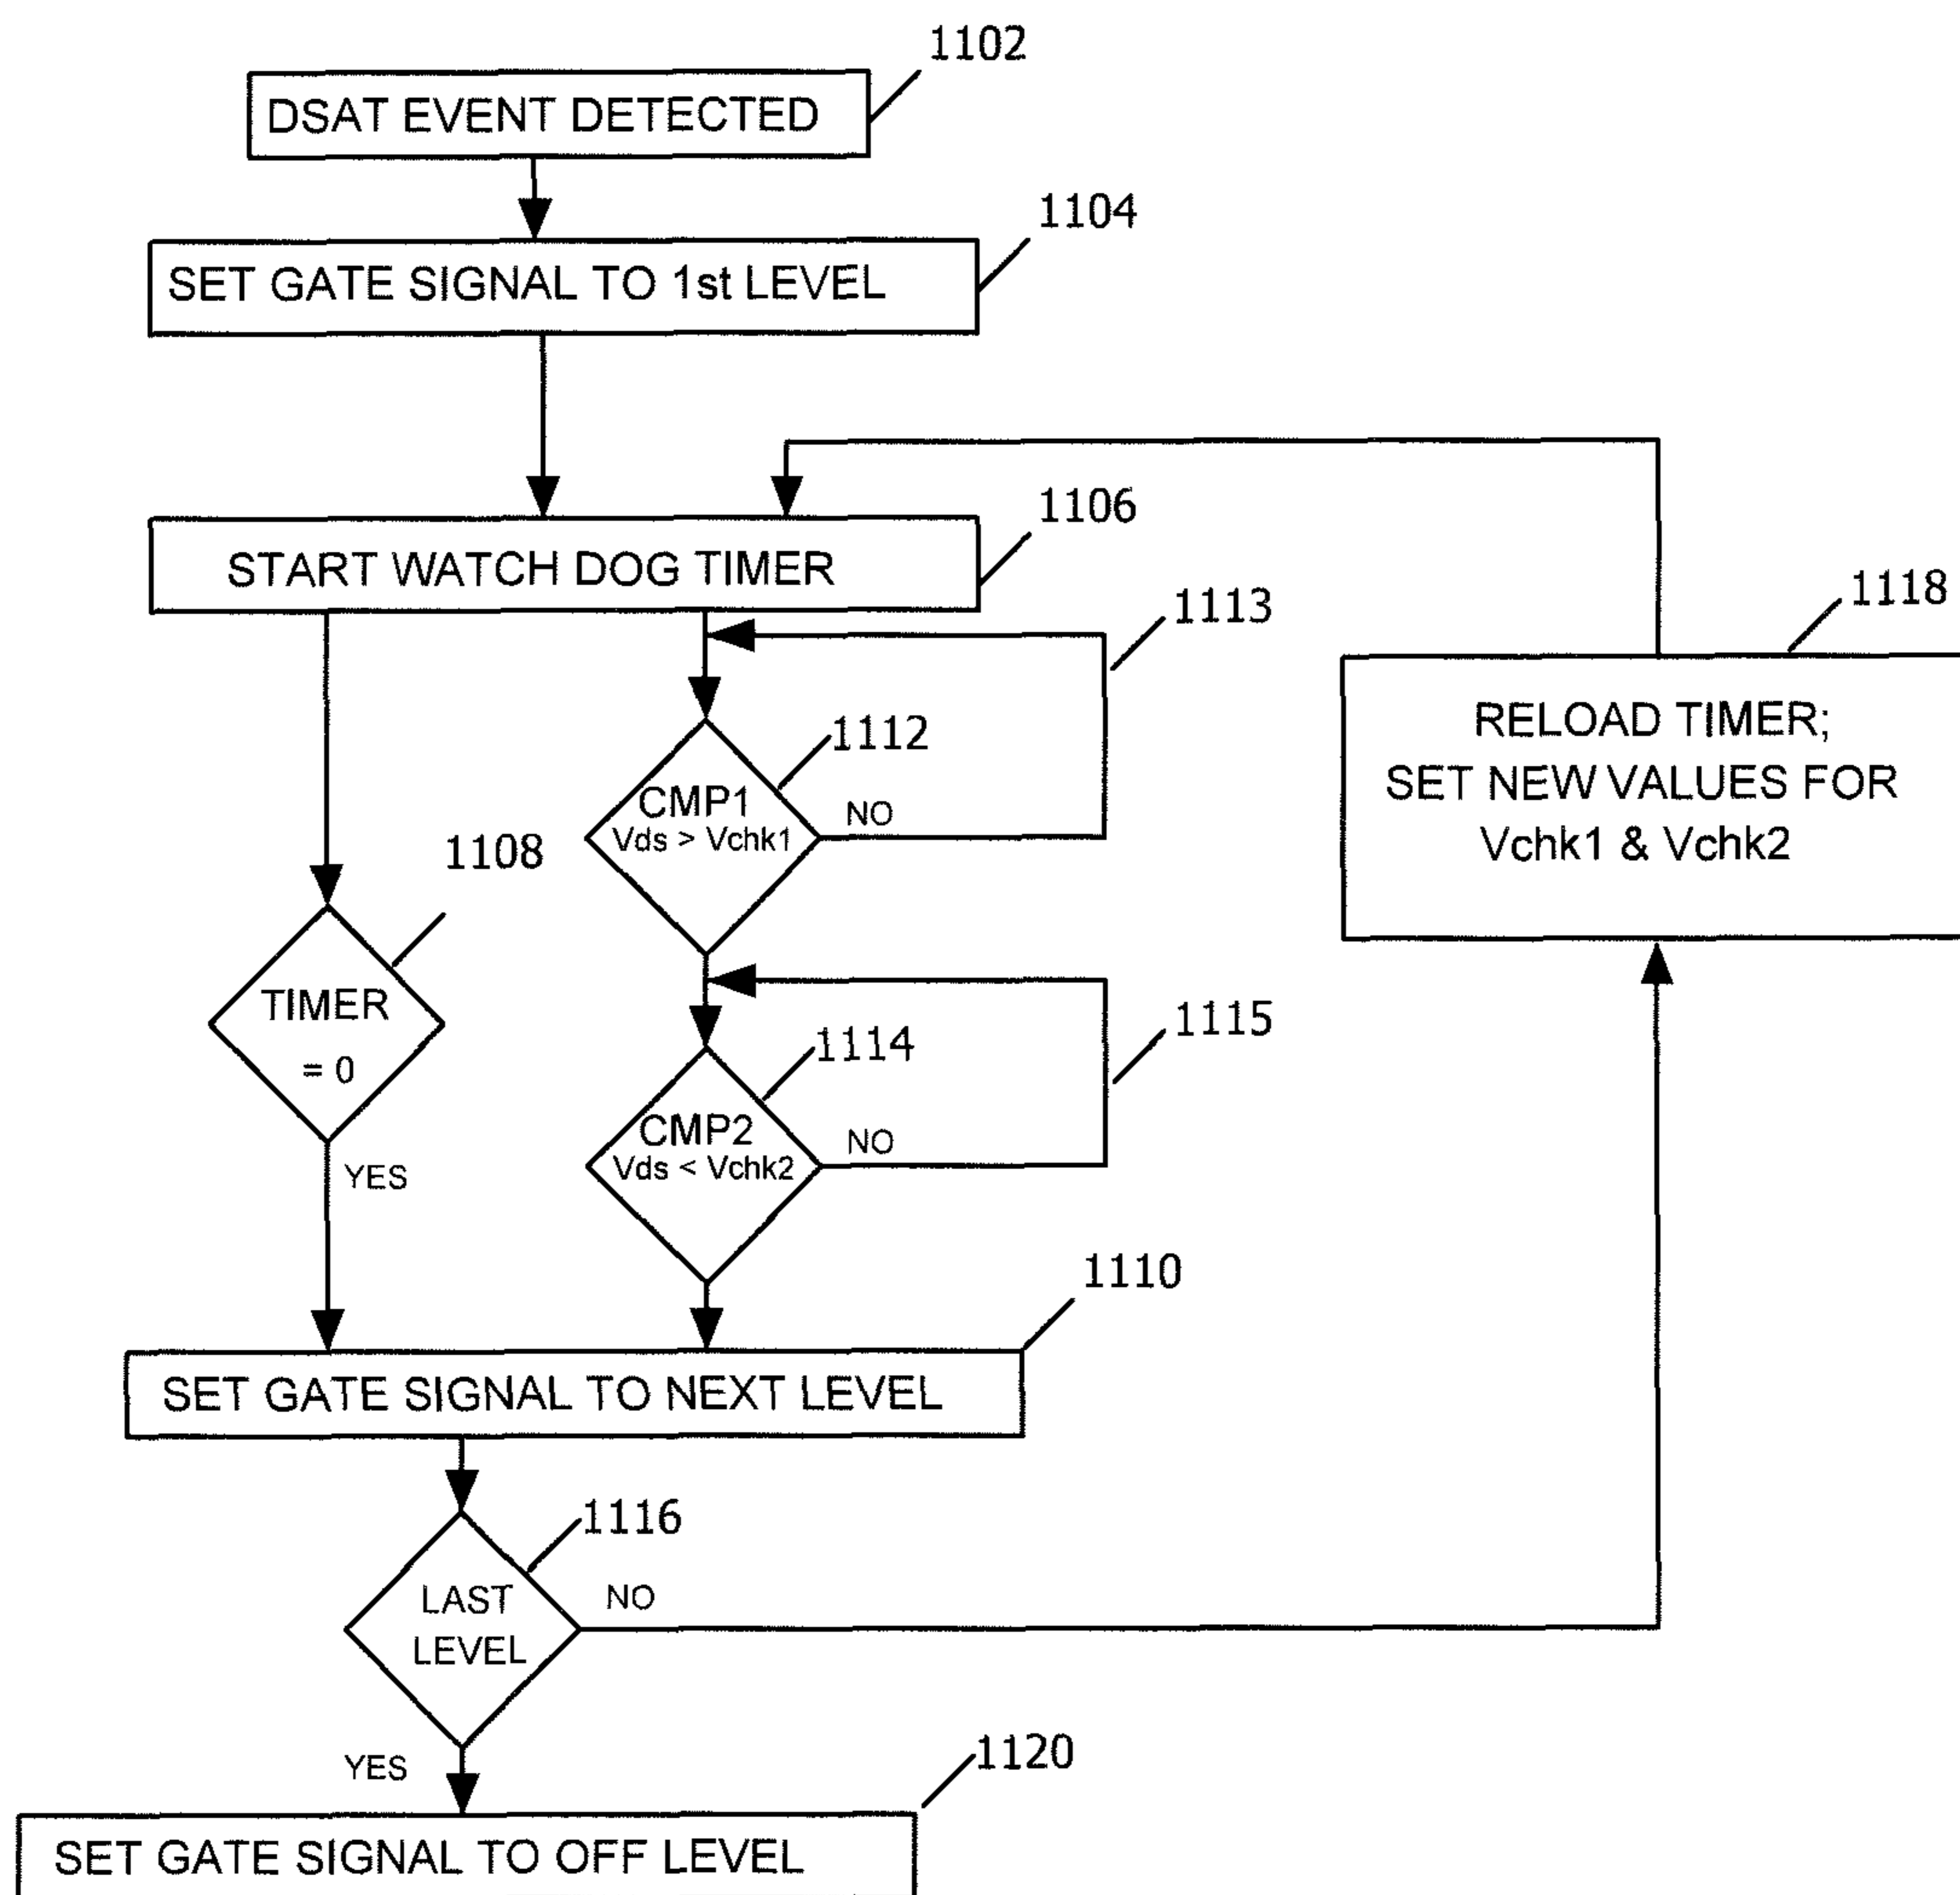 1102
DSAT EVENT DETECTED
1104
SET GATE SIGNAL TO 1st LEVEL
1106
START WATCH DOG TIMER
1113
1118
RELOAD TIMER;
SET NEW VALUES FOR
Vchk1 & Vchk2
1112
CMP1
Vds > Vchk1
NO
1108
TIMER
= 0
YES
1115
1114
CMP2
Vds < Vchk2
NO
1110
SET GATE SIGNAL TO NEXT LEVEL
1116
LAST
LEVEL
NO
YES
1120
SET GATE SIGNAL TO OFF LEVEL